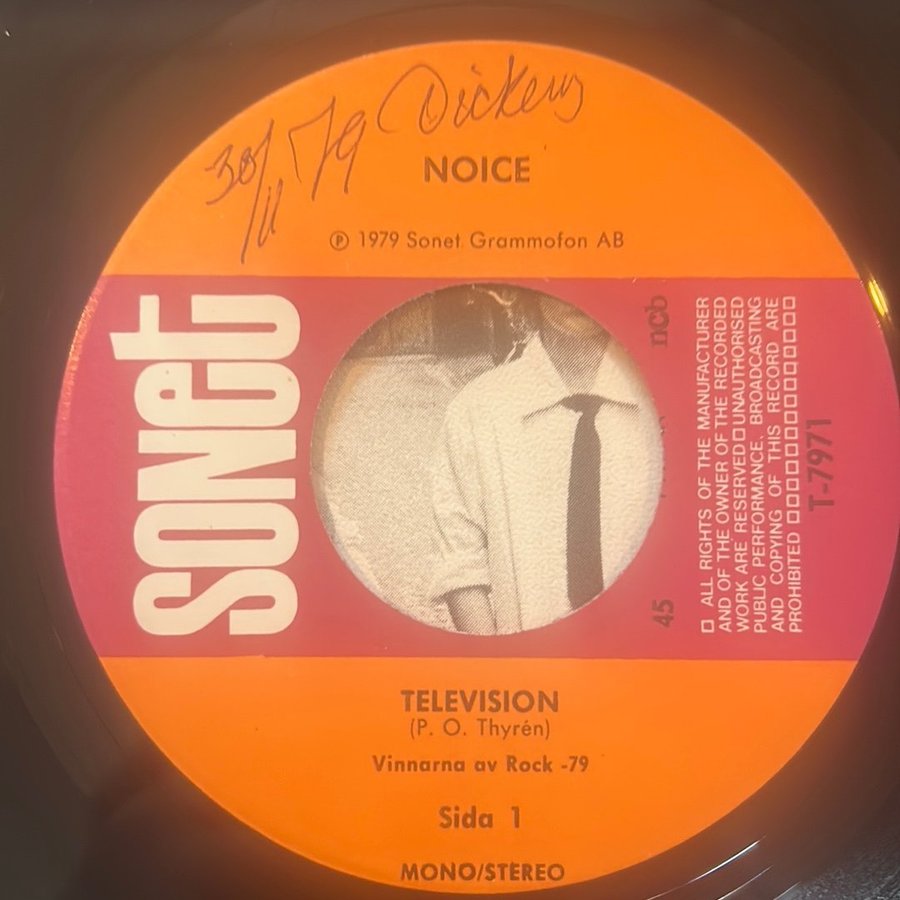 30/11 79 Dickens
NOICE
℗ 1979 Sonet Grammofon AB
SONET
ncb
45
□ ALL RIGHTS OF THE MANUFACTURER
AND OF THE OWNER OF THE RECORDED
WORK ARE RESERVED □ UNAUTHORISED
PUBLIC PERFORMANCE, BROADCASTING
AND COPYING OF THIS RECORD ARE
PROHIBITED □□□□□□□□□□□□□
T-7971
TELEVISION
(P. O. Thyrén)
Vinnarna av Rock -79
Sida 1
MONO/STEREO